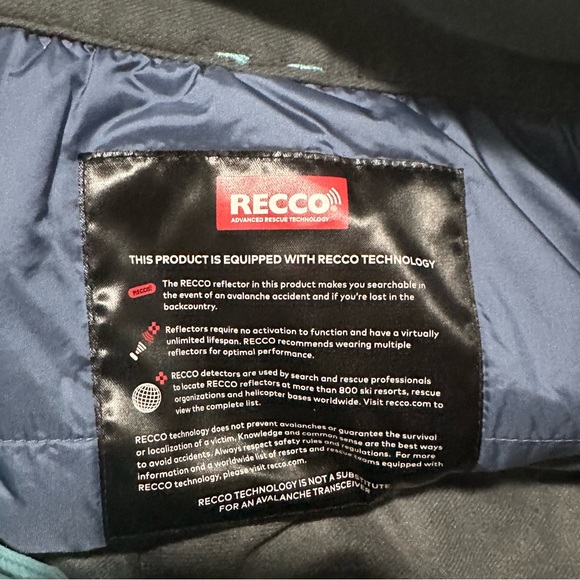 RECCO®
ADVANCED RESCUE TECHNOLOGY
THIS PRODUCT IS EQUIPPED WITH RECCO TECHNOLOGY
RECCO
The RECCO reflector in this product makes you searchable in
the event of an avalanche accident and if you're lost in the
backcountry.
Reflectors require no activation to function and have a virtually
unlimited lifespan. RECCO recommends wearing multiple
reflectors for optimal performance.
RECCO detectors are used by search and rescue professionals
to locate RECCO reflectors at more than 800 ski resorts, rescue
organizations and helicopter bases worldwide. Visit recco.com to
view the complete list.
RECCO technology does not prevent avalanches or guarantee the survival
or localization of a victim. Knowledge and common sense are the best ways
to avoid accidents. Always respect safety rules and regulations. For more
information and a worldwide list of resorts and rescue teams equipped with
RECCO technology, please visit recco.com.
RECCO TECHNOLOGY IS NOT A SUBSTITUTE
FOR AN AVALANCHE TRANSCEIVER